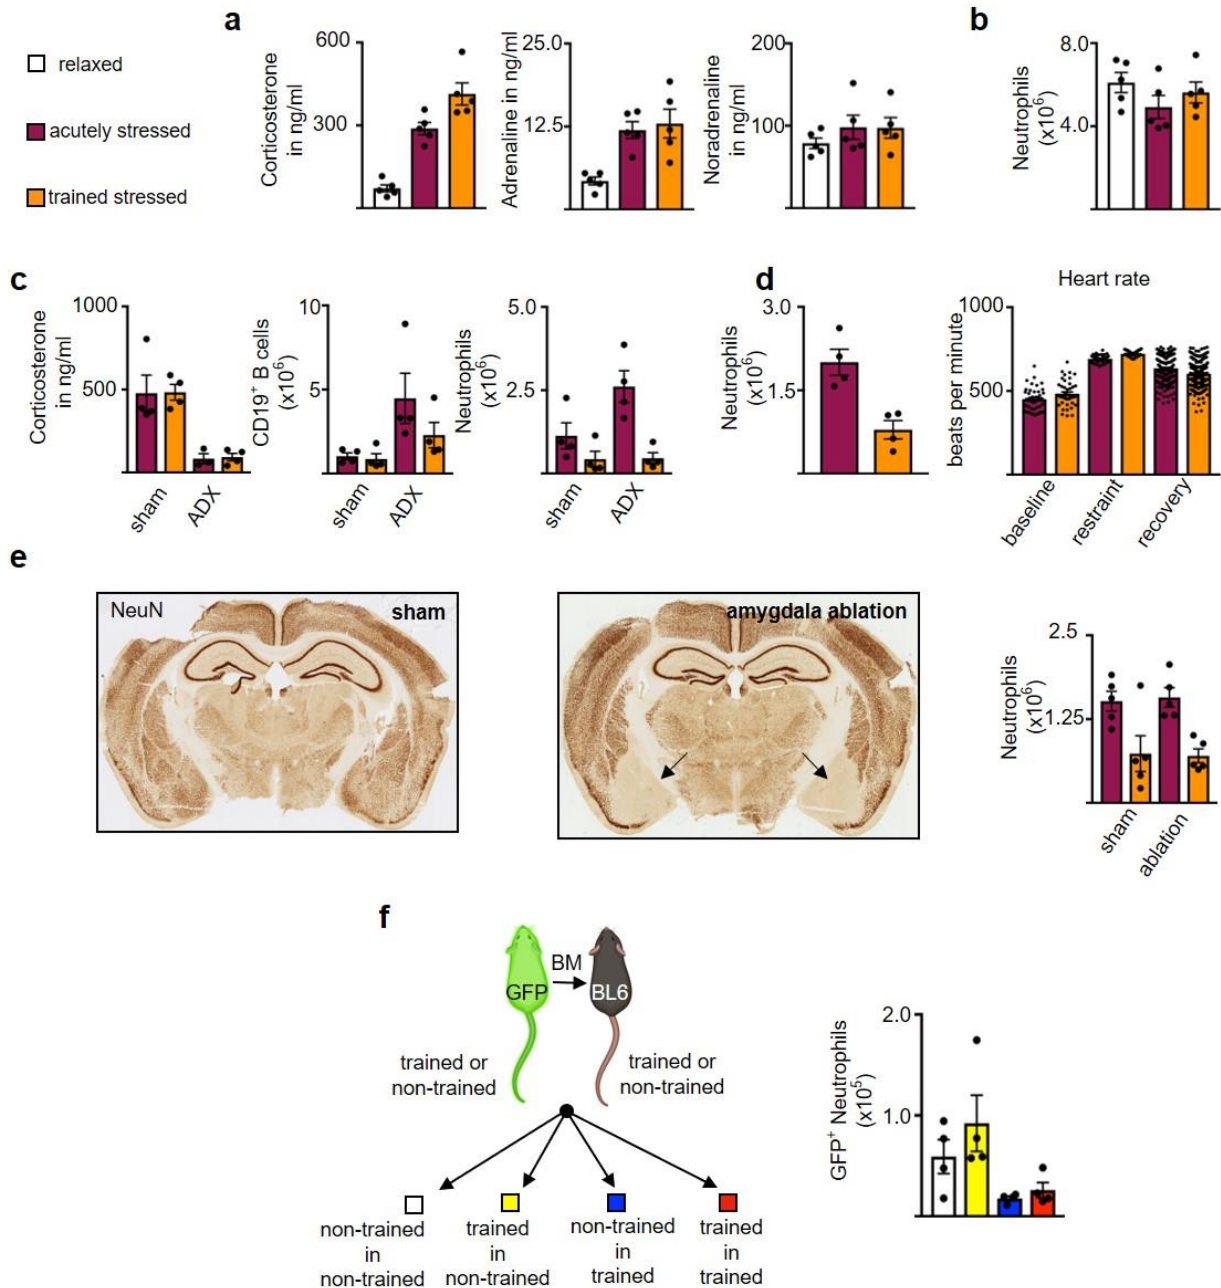 relaxed
acutely stressed
trained stressed
a
Corticosterone
in ng/ml
600
300
Adrenaline in ng/ml
25.0
12.5
Noradrenaline
in ng/ml
200
100
b
Neutrophils
(x10⁶)
8.0
4.0
c
Corticosterone
in ng/ml
1000
500
sham
ADX
CD19⁺ B cells
(x10⁶)
10
5
sham
ADX
Neutrophils
(x10⁶)
5.0
2.5
sham
ADX
d
Neutrophils
(x10⁶)
3.0
1.5
Heart rate
beats per minute
1000
500
baseline
restraint
recovery
e
NeuN
sham
amygdala ablation
Neutrophils
(x10⁶)
2.5
1.25
sham
ablation
f
BM
GFP
BL6
trained or
non-trained
trained or
non-trained
non-trained
in
non-trained
trained
in
non-trained
non-trained
in
trained
trained
in
trained
GFP⁺ Neutrophils
(x10⁵)
2.0
1.0